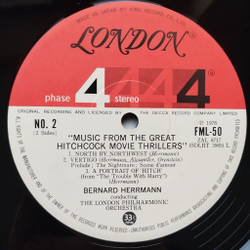 MADE IN JAPAN BY KING RECORD CO. LTD.
LONDON
phase 4 stereo
ORIGINAL RECORDING
AND LICENSED BY THE DECCA RECORD COMPANY LIMITED LONDON
NO. 2
(2 Sides)
℗ 1976
FML-50
ZAL
"MUSIC FROM THE GREAT
HITCHCOCK MOVIE THRILLERS"
1. NORTH BY NORTHWEST (Herrmann)
2. VERTIGO (Herrmann, Alexander, Orenstein)
Prelude ; The Nightmare ; Scene d'amour
3. A PORTRAIT OF 'HITCH'
(from "The Trouble With Harry")
(Herrmann)
BERNARD HERRMANN
conducting
THE LONDON PHILHARMONIC
ORCHESTRA
33⅓